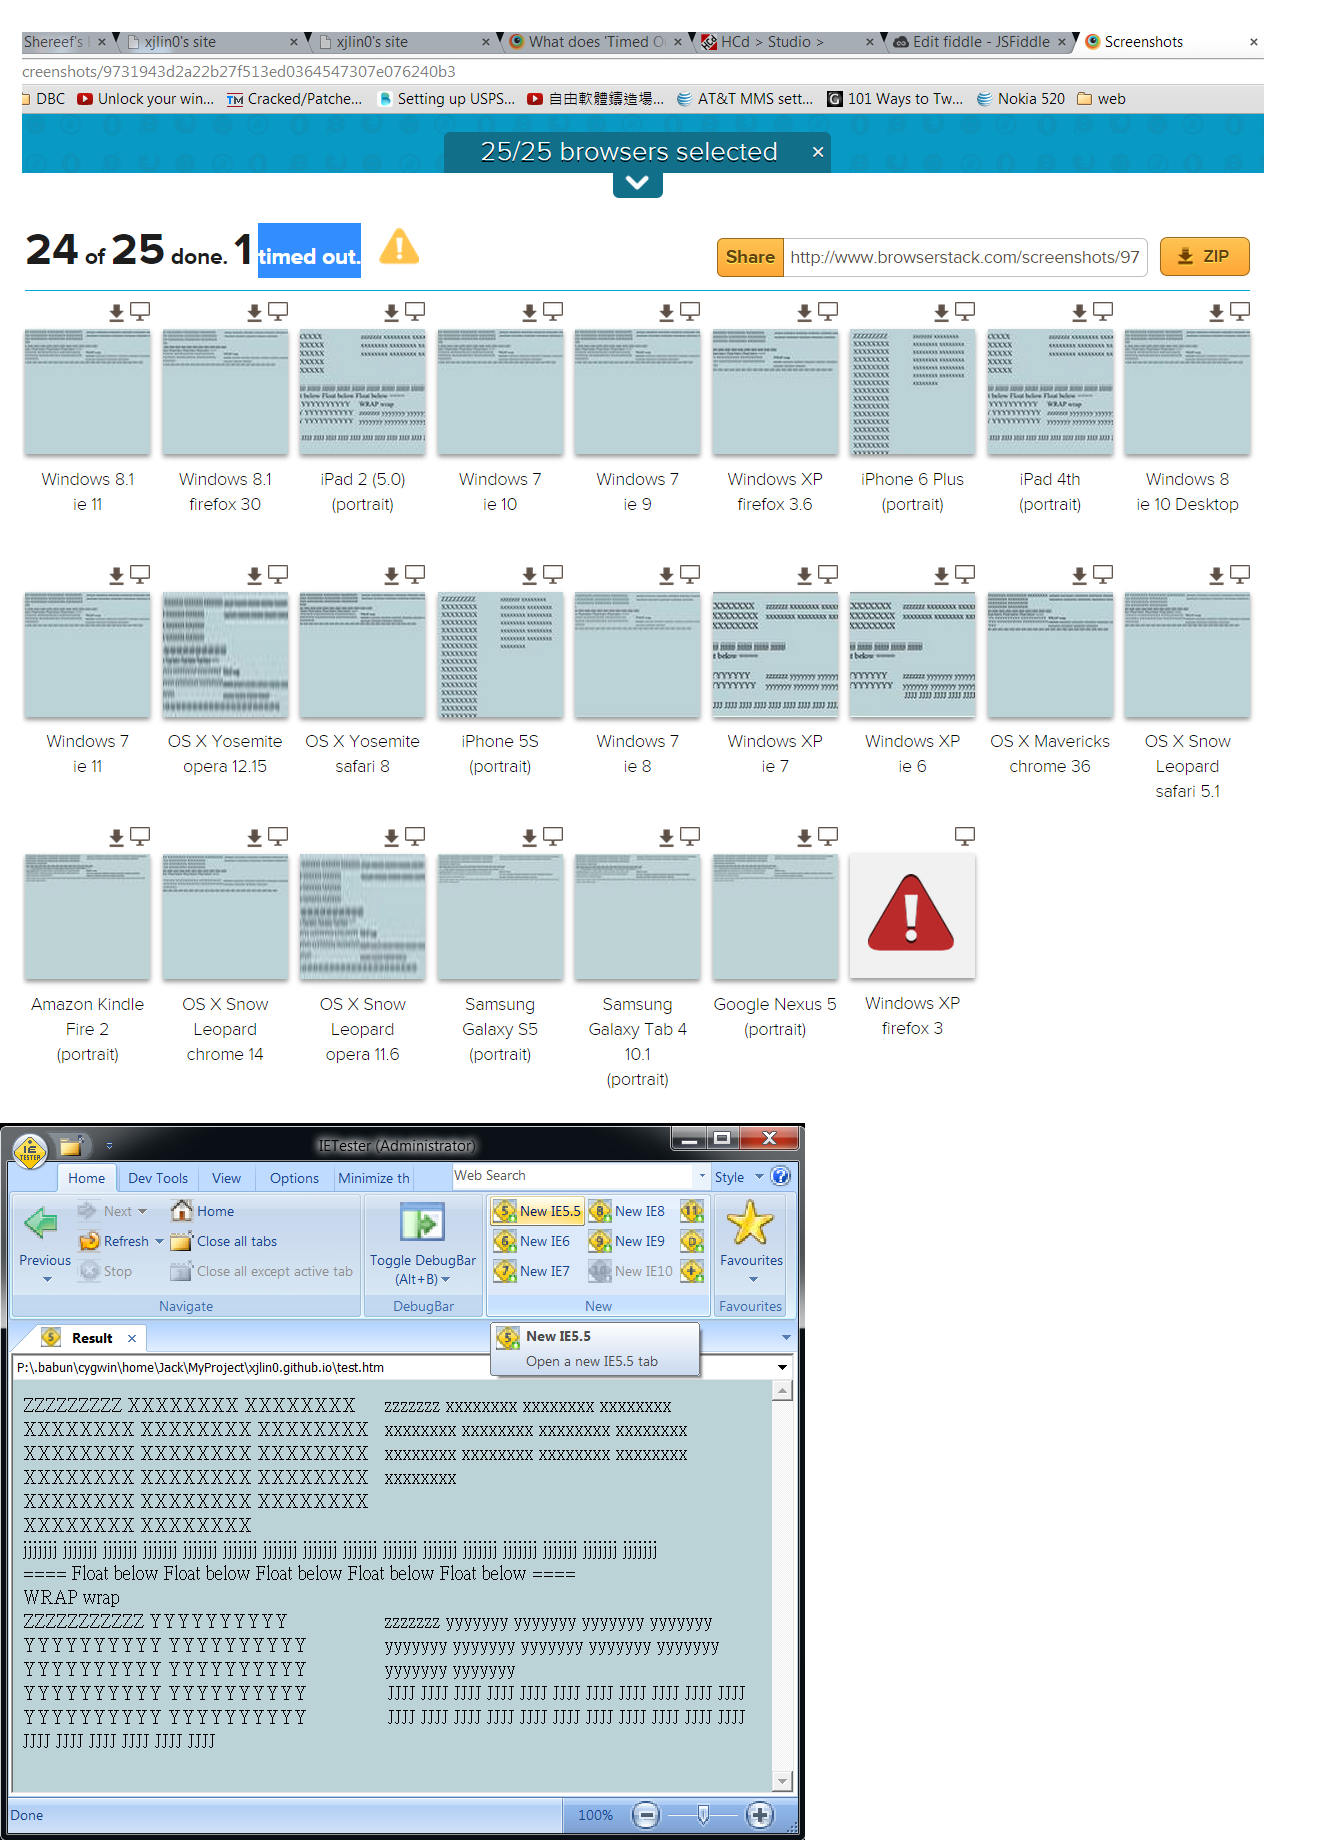 Shereef's × xjlin0's site × xjlin0's site × What does 'Timed O × HCd > Studio > × Edit fiddle - JSFiddle × Screenshots ×
creenshots/9731943d2a22b27f513ed0364547307e076240b3
DBC Unlock your win... TM Cracked/Patche... Setting up USPS... 自由軟體鑄造場... AT&T MMS sett... G 101 Ways to Tw... Nokia 520 web
25/25 browsers selected ×
24 of 25 done. 1 timed out.
Share http://www.browserstack.com/screenshots/97 ZIP
Windows 8.1
ie 11
Windows 8.1
firefox 30
iPad 2 (5.0)
(portrait)
Windows 7
ie 10
Windows 7
ie 9
Windows XP
firefox 3.6
iPhone 6 Plus
(portrait)
iPad 4th
(portrait)
Windows 8
ie 10 Desktop
Windows 7
ie 11
OS X Yosemite
opera 12.15
OS X Yosemite
safari 8
iPhone 5S
(portrait)
Windows 7
ie 8
Windows XP
ie 7
Windows XP
ie 6
OS X Mavericks
chrome 36
OS X Snow
Leopard
safari 5.1
Amazon Kindle
Fire 2
(portrait)
OS X Snow
Leopard
chrome 14
OS X Snow
Leopard
opera 11.6
Samsung
Galaxy S5
(portrait)
Samsung
Galaxy Tab 4
10.1
(portrait)
Google Nexus 5
(portrait)
Windows XP
firefox 3
IETester (Administrator)
IE TESTER
Home Dev Tools View Options Minimize th Web Search Style
Previous
Next
Refresh
Stop
Home
Close all tabs
Close all except active tab
Navigate
Toggle DebugBar
(Alt+B)
DebugBar
5 New IE5.5 8 New IE8 11
6 New IE6 9 New IE9 D
7 New IE7 10 New IE10 +
New
Favourites
Favourites
5 Result ×
5 New IE5.5
Open a new IE5.5 tab
P:\.babun\cygwin\home\Jack\MyProject\xjlin0.github.io\test.htm
ZZZZZZZZZ XXXXXXXX XXXXXXXX
XXXXXXXX XXXXXXXX XXXXXXXX
XXXXXXXX XXXXXXXX XXXXXXXX
XXXXXXXX XXXXXXXX XXXXXXXX
XXXXXXXX XXXXXXXX XXXXXXXX
XXXXXXXX XXXXXXXX
zzzzzzz xxxxxxxx xxxxxxxx xxxxxxxx
xxxxxxxx xxxxxxxx xxxxxxxx xxxxxxxx
xxxxxxxx xxxxxxxx xxxxxxxx xxxxxxxx
xxxxxxxx
jjjjjjj jjjjjjj jjjjjjj jjjjjjj jjjjjjj jjjjjjj jjjjjjj jjjjjjj jjjjjjj jjjjjjj jjjjjjj jjjjjjj jjjjjjj jjjjjjj jjjjjjj jjjjjjj
==== Float below Float below Float below Float below Float below ====
WRAP wrap
ZZZZZZZZZZZ YYYYYYYYYY
YYYYYYYYYY YYYYYYYYYY
YYYYYYYYYY YYYYYYYYYY
YYYYYYYYYY YYYYYYYYYY
YYYYYYYYYY YYYYYYYYYY
zzzzzzz yyyyyyy yyyyyyy yyyyyyy yyyyyyy
yyyyyyy yyyyyyy yyyyyyy yyyyyyy yyyyyyy
yyyyyyy yyyyyyy
JJJJ JJJJ JJJJ JJJJ JJJJ JJJJ JJJJ JJJJ JJJJ JJJJ JJJJ
JJJJ JJJJ JJJJ JJJJ JJJJ JJJJ JJJJ JJJJ JJJJ JJJJ JJJJ
JJJJ JJJJ JJJJ JJJJ JJJJ JJJJ
Done 100%